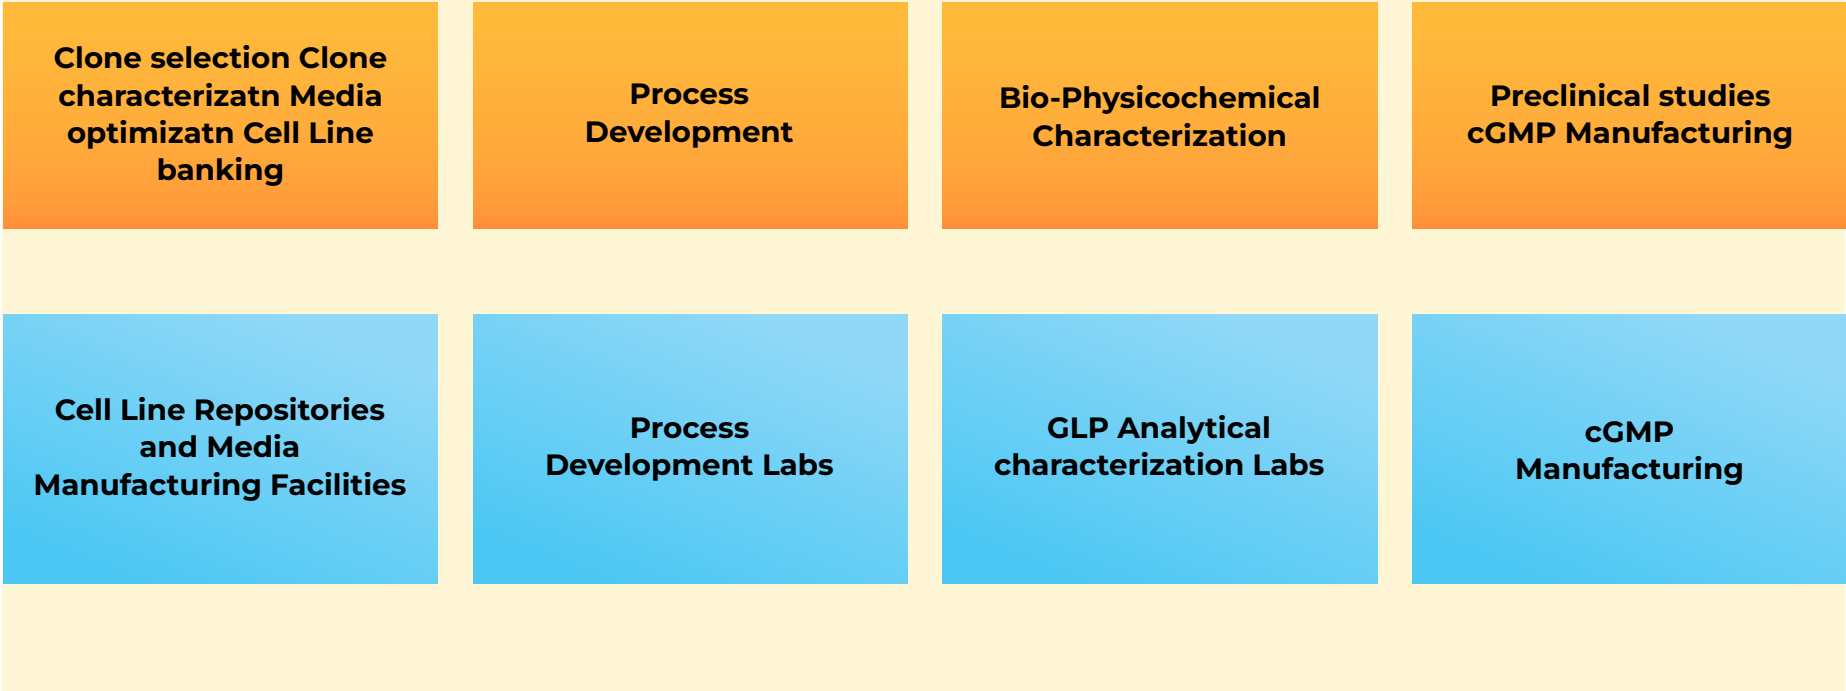 Clone selection Clone
characterizatn Media
optimizatn Cell Line
banking
Process
Development
Bio-Physicochemical
Characterization
Preclinical studies
cGMP Manufacturing
Cell Line Repositories
and Media
Manufacturing Facilities
Process
Development Labs
GLP Analytical
characterization Labs
cGMP
Manufacturing